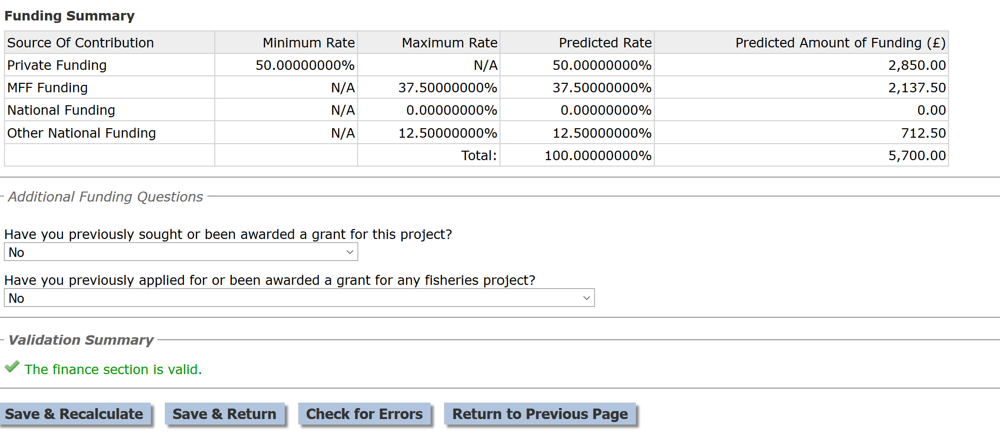 Funding Summary
Source Of Contribution Minimum Rate Maximum Rate Predicted Rate Predicted Amount of Funding (£)
Private Funding 50.00000000% N/A 50.00000000% 2,850.00
MFF Funding N/A 37.50000000% 37.50000000% 2,137.50
National Funding N/A 0.00000000% 0.00000000% 0.00
Other National Funding N/A 12.50000000% 12.50000000% 712.50
Total: 100.00000000% 5,700.00
Additional Funding Questions
Have you previously sought or been awarded a grant for this project?
No
Have you previously applied for or been awarded a grant for any fisheries project?
No
Validation Summary
The finance section is valid.
Save & Recalculate Save & Return Check for Errors Return to Previous Page